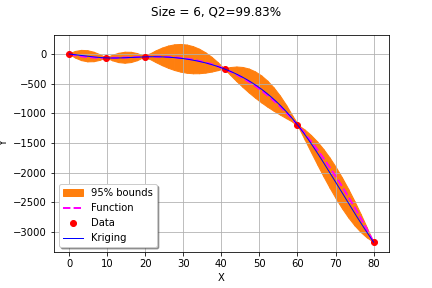 Size = 6, Q2=99.83%
0
−500
−1000
−1500
−2000
−2500
−3000
Y
95% bounds
Function
Data
Kriging
0 10 20 30 40 50 60 70 80
X